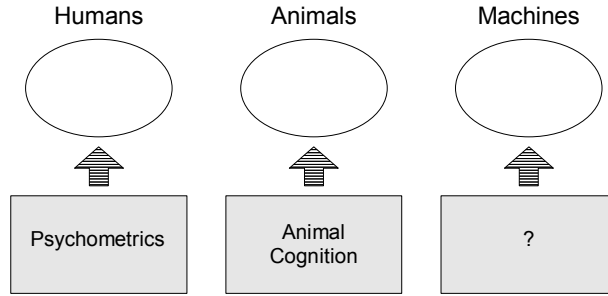 Humans
Animals
Machines
Psychometrics
Animal
Cognition
?